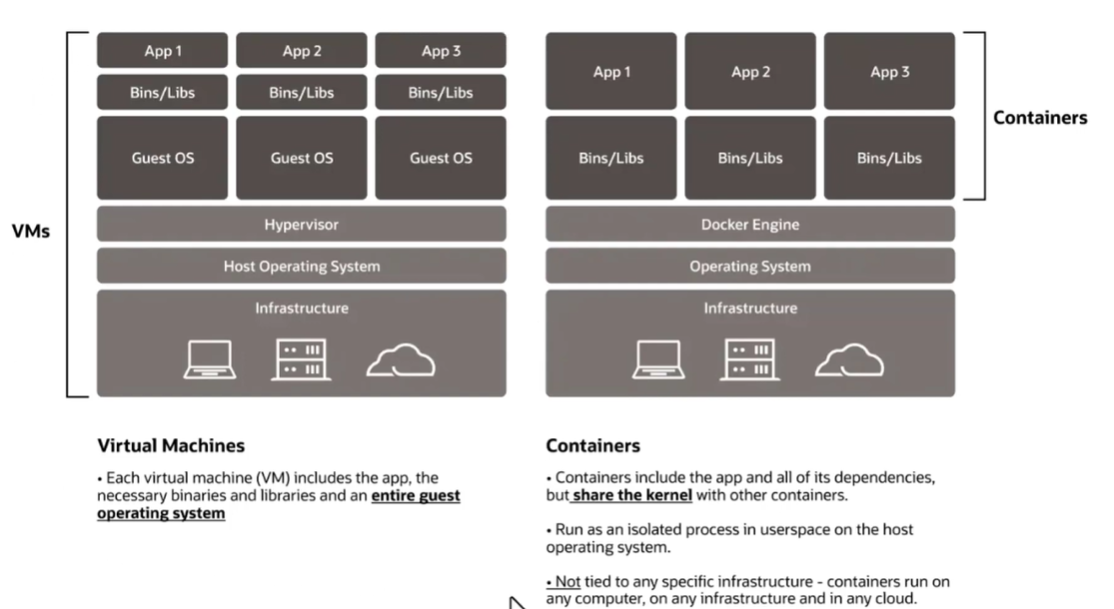 VMs
App 1
App 2
App 3
Bins/Libs
Bins/Libs
Bins/Libs
Guest OS
Guest OS
Guest OS
Hypervisor
Host Operating System
Infrastructure
App 1
App 2
App 3
Bins/Libs
Bins/Libs
Bins/Libs
Docker Engine
Operating System
Infrastructure
Containers
Virtual Machines
• Each virtual machine (VM) includes the app, the
necessary binaries and libraries and an entire guest
operating system
Containers
• Containers include the app and all of its dependencies,
but share the kernel with other containers.
• Run as an isolated process in userspace on the host
operating system.
• Not tied to any specific infrastructure - containers run on
any computer, on any infrastructure and in any cloud.